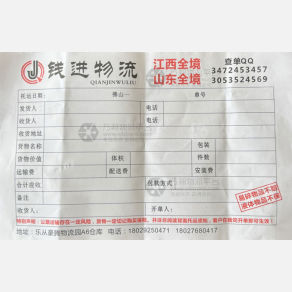 钱进物流
QIANJINWULIU
江西全境 查单QQ
3472453457
山东全境 3053524569
托运日期: 佛山一 单号
发货人 电话
收货人 电话
收货地址
货物名称 包装
货物价值 体积 件数
运输费 配送费 安装费
合计应收 付款方式
备注
收货人: 开单人:
易碎物品不赔
液体物品不保
地址: 乐从豪骏物流园A6仓库 电话: 18029250471 18027680417